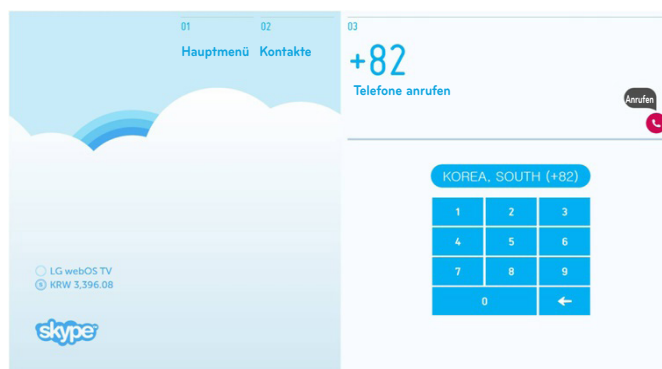 01 02 03
Hauptmenü Kontakte
+82
Telefone anrufen
Anrufen
KOREA, SOUTH (+82)
1 2 3
4 5 6
7 8 9
0
LG webOS TV
KRW 3,396.08
skype